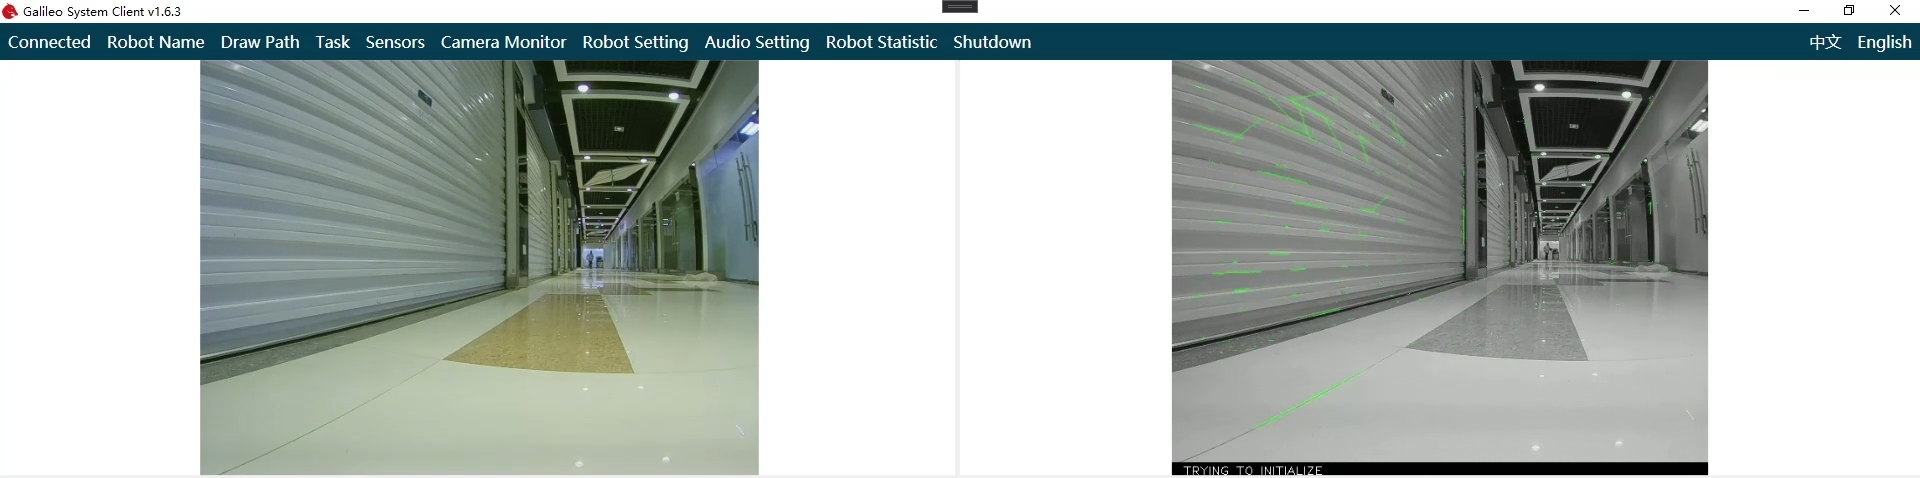 Galileo System Client v1.6.3
Connected Robot Name Draw Path Task Sensors Camera Monitor Robot Setting Audio Setting Robot Statistic Shutdown 中文 English
TRYING TO INITIALIZE